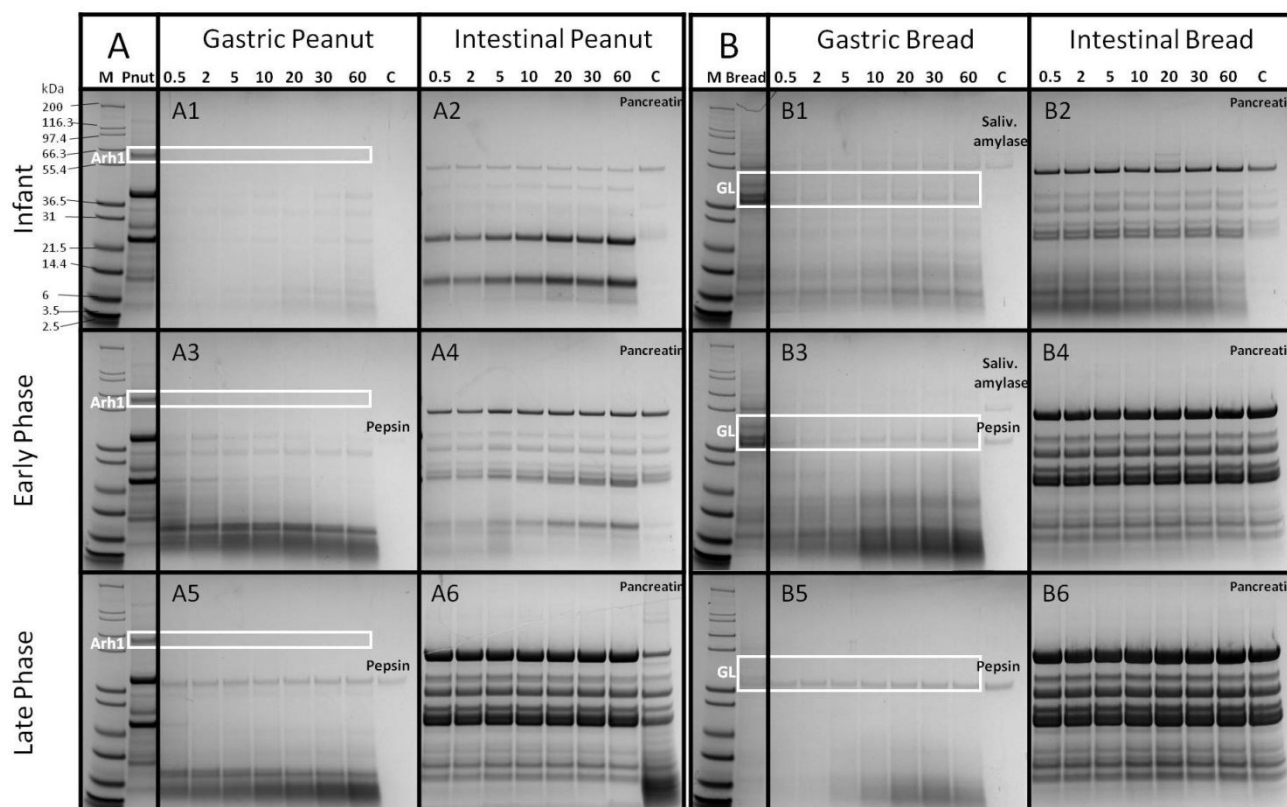 A Gastric Peanut Intestinal Peanut B Gastric Bread Intestinal Bread
M Pnut 0.5 2 5 10 20 30 60 C 0.5 2 5 10 20 30 60 C M Bread 0.5 2 5 10 20 30 60 C 0.5 2 5 10 20 30 60 C
kDa
Infant
200
116.3
97.4
66.3
Arh1
55.4
36.5
31
21.5
14.4
6
3.5
2.5
A1
A2
Pancreatin
B1
Saliv.
amylase
GL
B2
Pancreatin
Early Phase
A3
Arh1
Pepsin
A4
Pancreatin
B3
Saliv.
amylase
GL
Pepsin
B4
Pancreatin
Late Phase
A5
Arh1
Pepsin
A6
Pancreatin
B5
GL
Pepsin
B6
Pancreatin